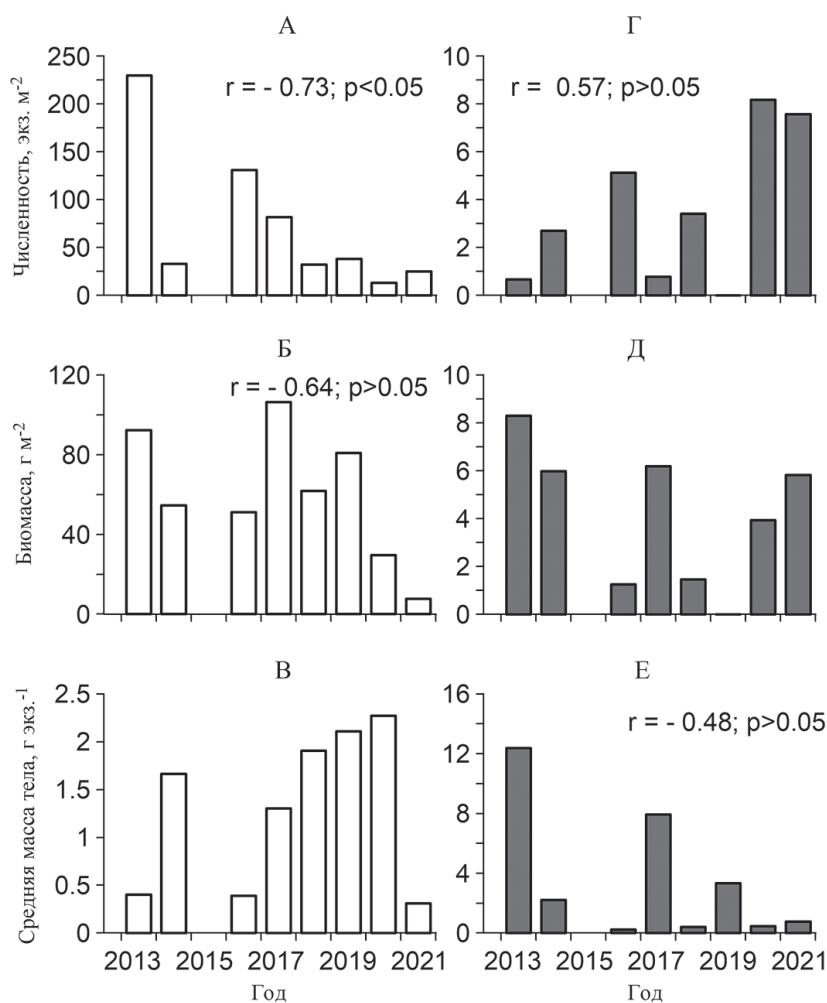 А
Численность, экз. м-2
250
200
150
100
50
0
r = - 0.73; p<0.05
Г
10
8
6
4
2
0
r =  0.57; p>0.05
Б
Биомасса, г м-2
120
80
40
0
r = - 0.64; p>0.05
Д
10
8
6
4
2
0
В
Средняя масса тела, г экз.-1
2.5
2
1.5
1
0.5
0
2013 2015 2017 2019 2021
Год
Е
16
12
8
4
0
r = - 0.48; p>0.05
2013 2015 2017 2019 2021
Год